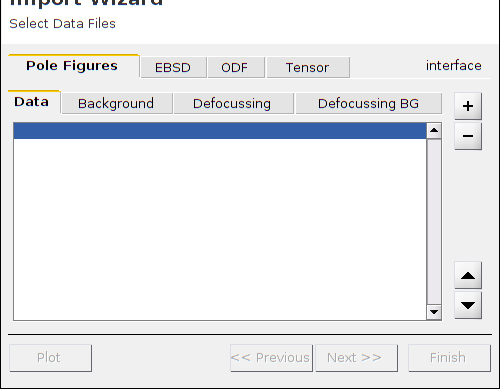 Import Wizard
Select Data Files
Pole Figures EBSD ODF Tensor interface
Data Background Defocussing Defocussing BG
+
−
Plot << Previous Next >> Finish